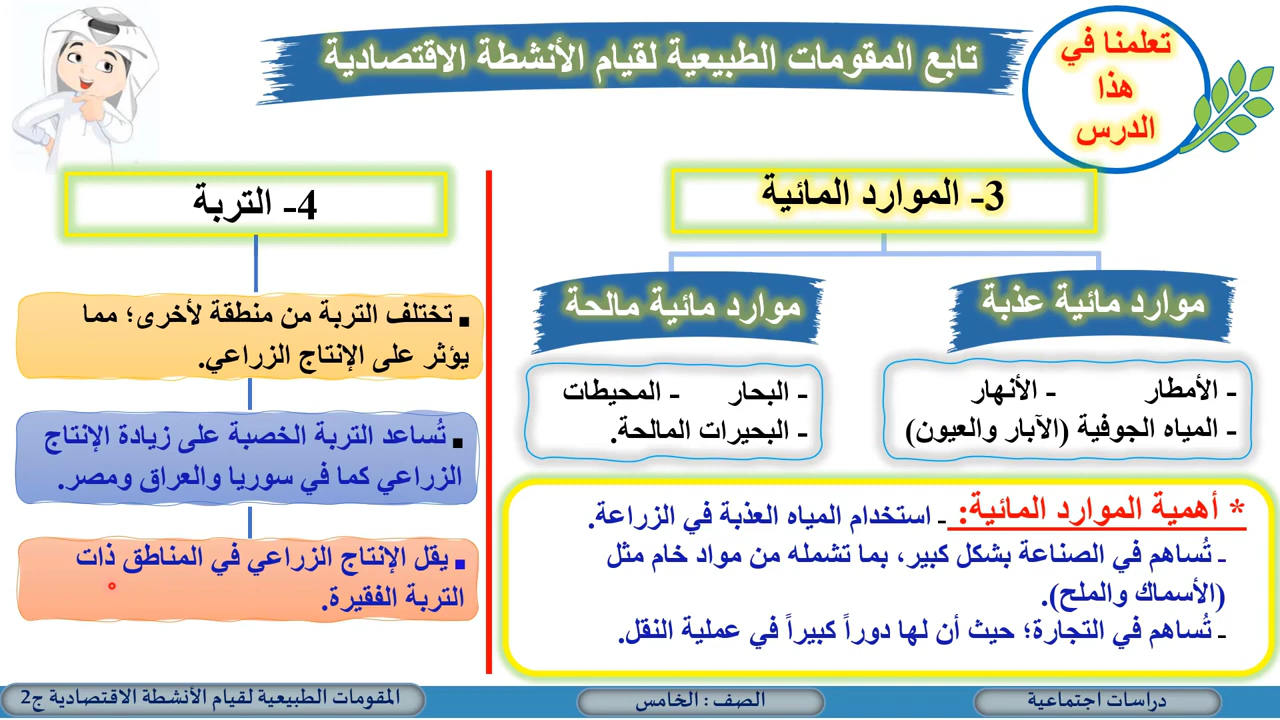 تعلمنا في
هذا
الدرس
تابع المقومات الطبيعية لقيام الأنشطة الاقتصادية
3- الموارد المائية
موارد مائية عذبة
- الأمطار - الأنهار
- المياه الجوفية (الآبار والعيون)
موارد مائية مالحة
- البحار - المحيطات
- البحيرات المالحة.
* أهمية الموارد المائية: - استخدام المياه العذبة في الزراعة.
- تُساهم في الصناعة بشكل كبير، بما تشمله من مواد خام مثل
(الأسماك والملح).
- تُساهم في التجارة؛ حيث أن لها دوراً كبيراً في عملية النقل.
4- التربة
▪ تختلف التربة من منطقة لأخرى؛ مما
يؤثر على الإنتاج الزراعي.
▪ تُساعد التربة الخصبة على زيادة الإنتاج
الزراعي كما في سوريا والعراق ومصر.
▪ يقل الإنتاج الزراعي في المناطق ذات
التربة الفقيرة.
دراسات اجتماعية
الصف : الخامس
المقومات الطبيعية لقيام الأنشطة الاقتصادية ج2